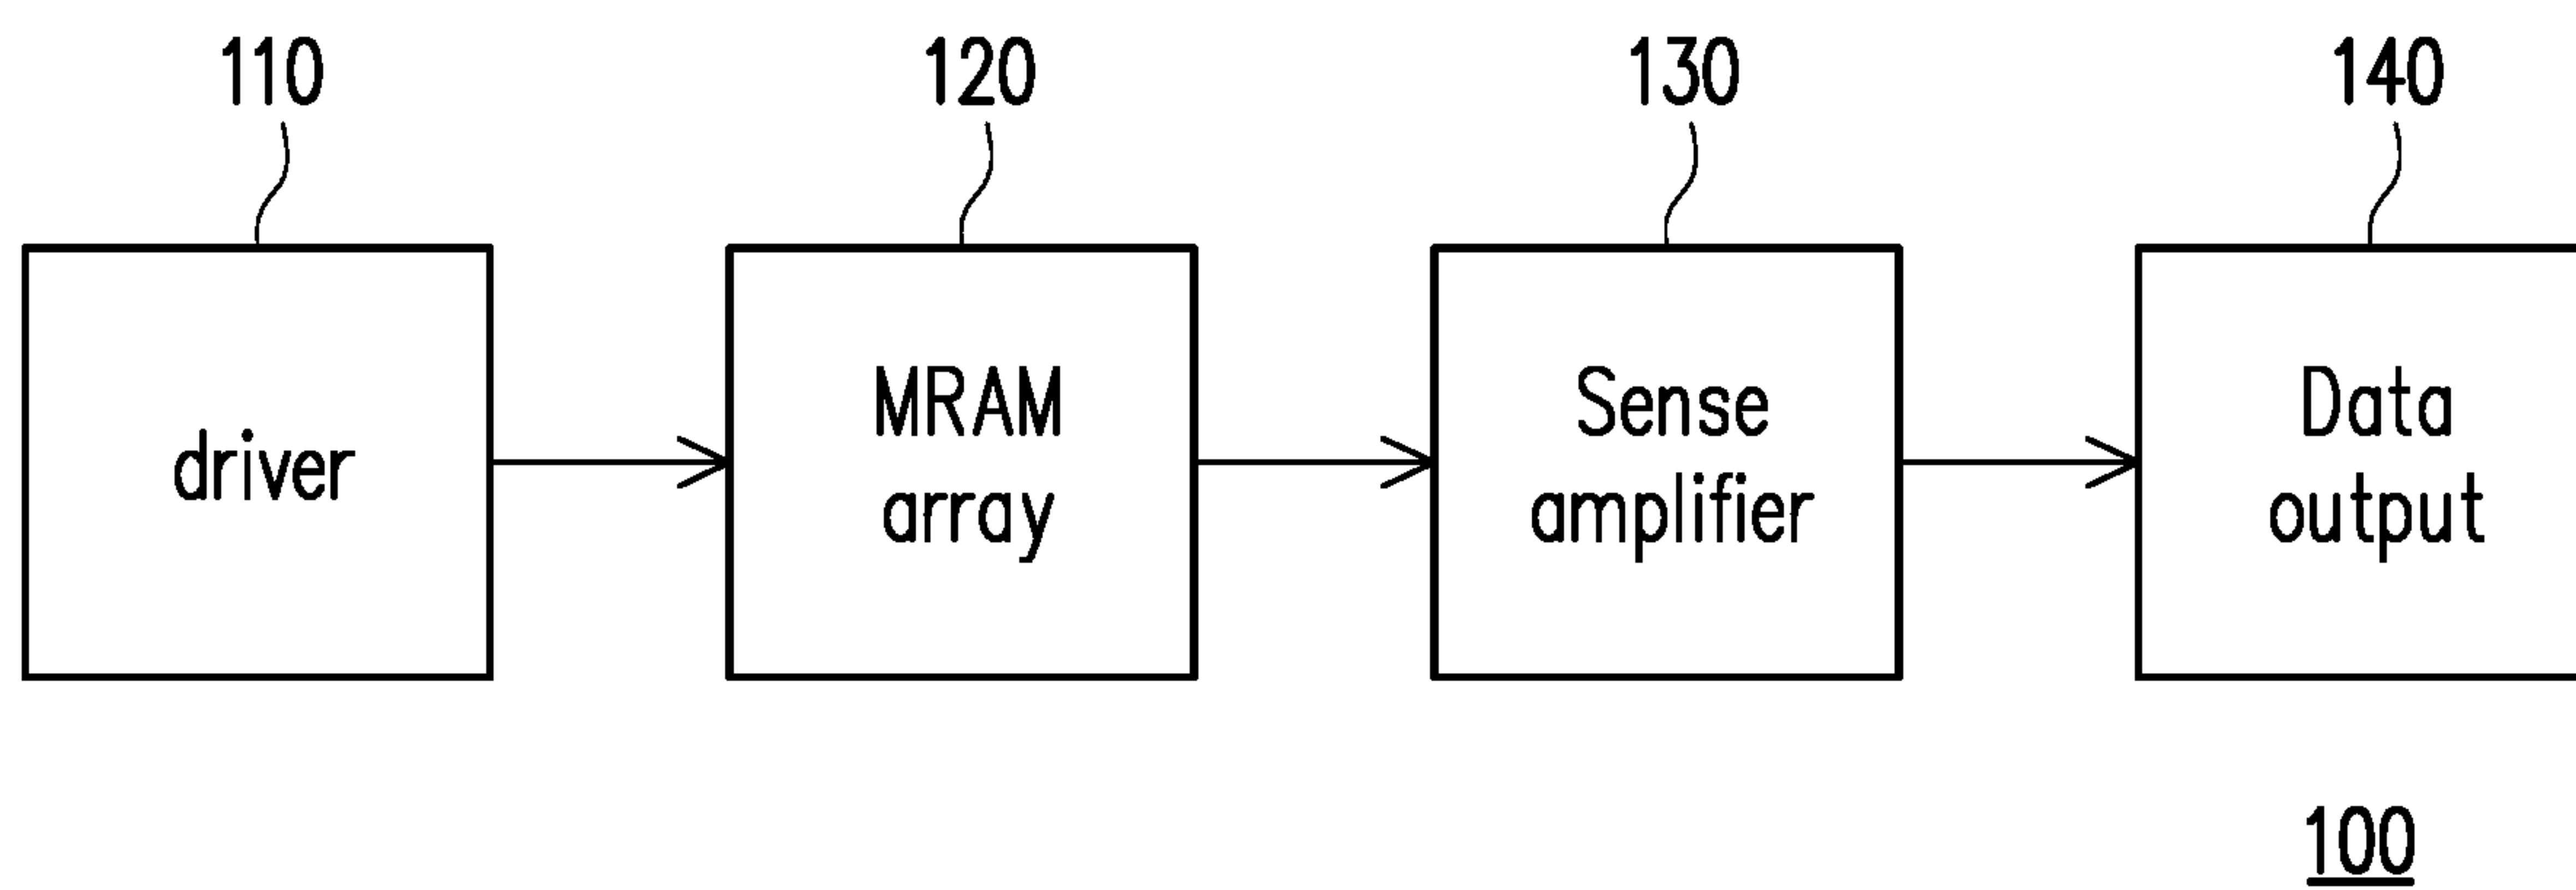 110
120
130
140
driver
MRAM
array
Sense
amplifier
Data
output
100